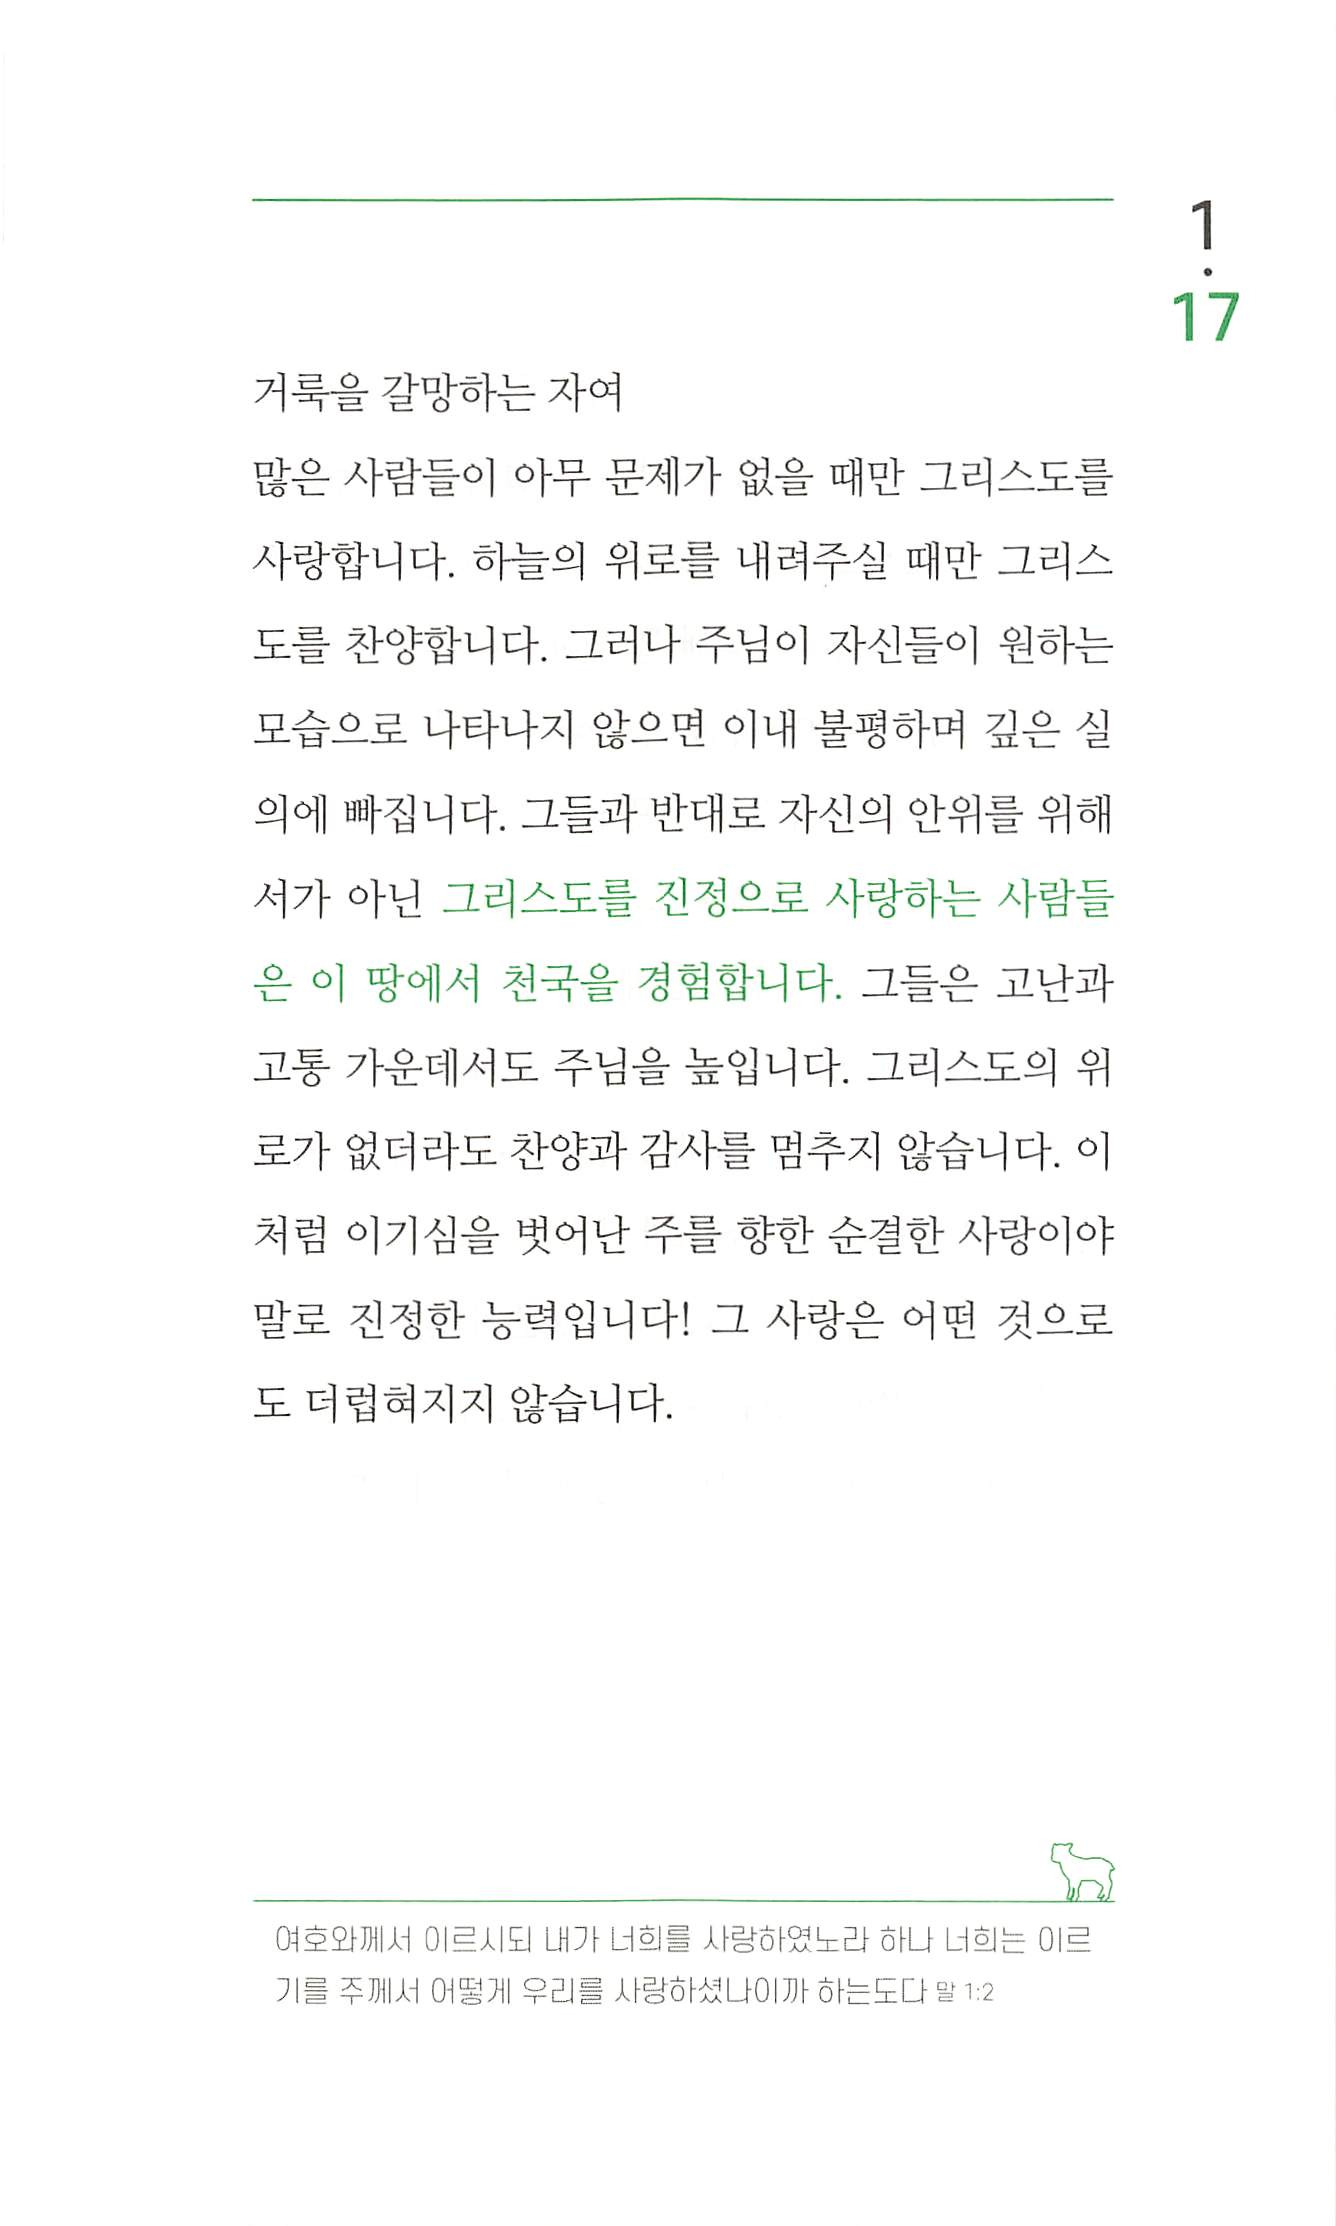 1
.
17
거룩을 갈망하는 자여
많은 사람들이 아무 문제가 없을 때만 그리스도를
사랑합니다. 하늘의 위로를 내려주실 때만 그리스
도를 찬양합니다. 그러나 주님이 자신들이 원하는
모습으로 나타나지 않으면 이내 불평하며 깊은 실
의에 빠집니다. 그들과 반대로 자신의 안위를 위해
서가 아닌 그리스도를 진정으로 사랑하는 사람들
은 이 땅에서 천국을 경험합니다. 그들은 고난과
고통 가운데서도 주님을 높입니다. 그리스도의 위
로가 없더라도 찬양과 감사를 멈추지 않습니다. 이
처럼 이기심을 벗어난 주를 향한 순결한 사랑이야
말로 진정한 능력입니다! 그 사랑은 어떤 것으로
도 더럽혀지지 않습니다.
여호와께서 이르시되 내가 너희를 사랑하였노라 하나 너희는 이르
기를 주께서 어떻게 우리를 사랑하셨나이까 하는도다 말 1:2